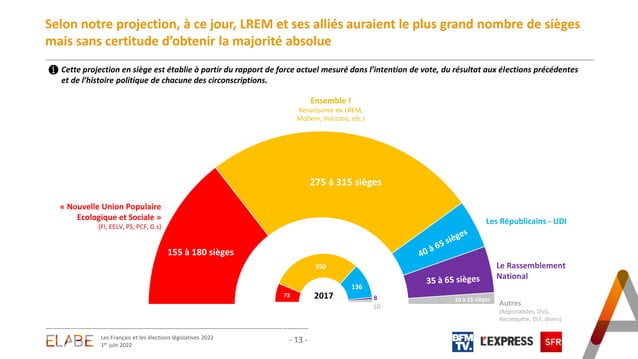 Selon notre projection, à ce jour, LREM et ses alliés auraient le plus grand nombre de sièges
mais sans certitude d’obtenir la majorité absolue
❶ Cette projection en siège est établie à partir du rapport de force actuel mesuré dans l’intention de vote, du résultat aux élections précédentes
et de l’histoire politique de chacune des circonscriptions.
Ensemble !
Renaissance ex-LREM,
MoDem, Horizons, etc.)
275 à 315 sièges
« Nouvelle Union Populaire
Ecologique et Sociale »
(FI, EELV, PS, PCF, G.s)
155 à 180 sièges
Les Républicains - UDI
40 à 65 sièges
Le Rassemblement
National
35 à 65 sièges
10 à 15 sièges
Autres
(Régionalistes, DVG,
Reconquête, DLF, divers)
350
136
73
2017
8
10
ELABE
Les Français et les élections législatives 2022
1er juin 2022
- 13 -
BFM
TV.
L'EXPRESS
SFR